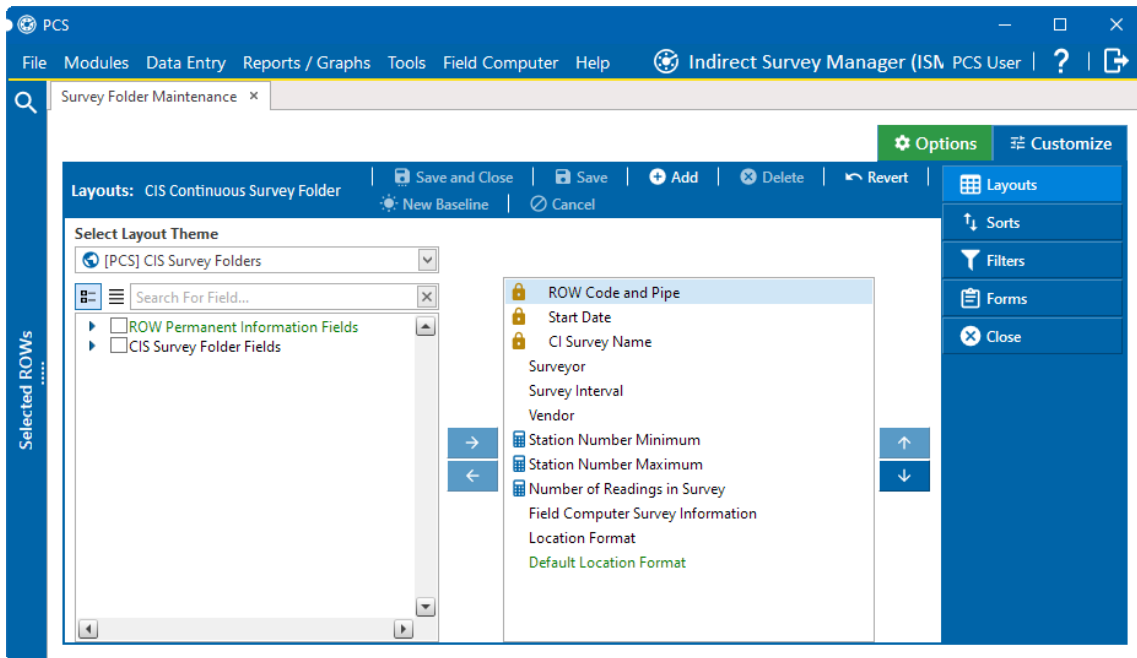 PCS
File Modules Data Entry Reports / Graphs Tools Field Computer Help Indirect Survey Manager (ISM PCS User | ? |
Survey Folder Maintenance ×
Options Customize
Layouts: CIS Continuous Survey Folder | Save and Close | Save | Add | Delete | Revert |
New Baseline | Cancel
Layouts
Sorts
Filters
Forms
Close
Selected ROWs
Select Layout Theme
[PCS] CIS Survey Folders
Search For Field...
ROW Permanent Information Fields
CIS Survey Folder Fields
ROW Code and Pipe
Start Date
CI Survey Name
Surveyor
Survey Interval
Vendor
Station Number Minimum
Station Number Maximum
Number of Readings in Survey
Field Computer Survey Information
Location Format
Default Location Format